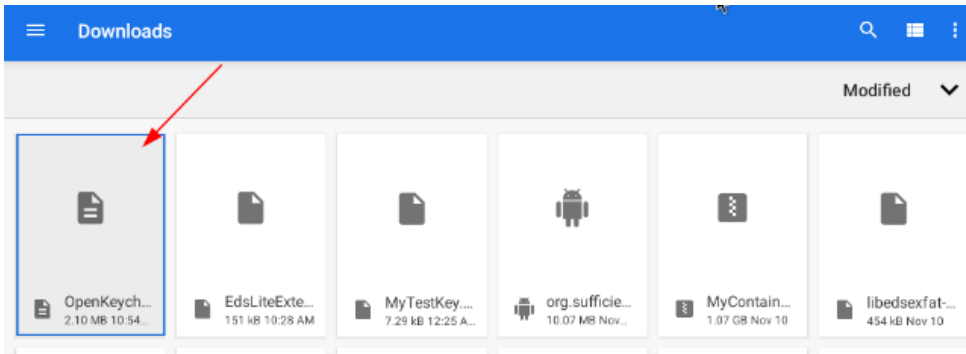 Downloads
Modified
OpenKeych...
2.10 MB 10:54...
EdsLiteExte...
151 kB 10:28 AM
MyTestKey....
7.29 kB 12:25 A...
org.sufficie...
10.07 MB Nov...
MyContain...
1.07 GB Nov 10
libedsexfat-...
454 kB Nov 10